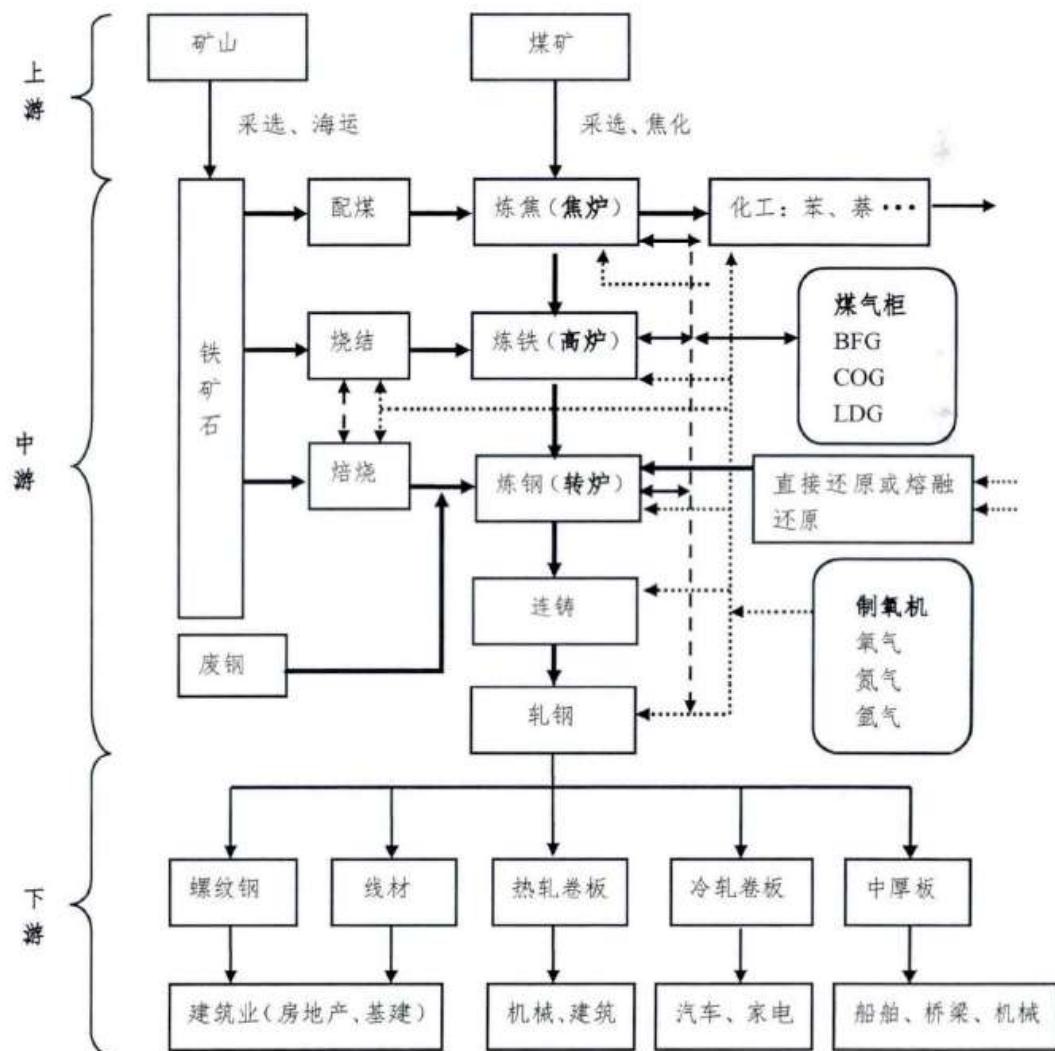 上游
矿山
煤矿
采选、海运
采选、焦化
中游
铁矿石
配煤
炼焦(焦炉)
化工：苯、萘···
烧结
炼铁(高炉)
煤气柜
BFG
COG
LDG
焙烧
炼钢(转炉)
直接还原或熔融
还原
连铸
制氧机
氧气
氮气
氩气
废钢
轧钢
下游
螺纹钢
线材
热轧卷板
冷轧卷板
中厚板
建筑业(房地产、基建)
机械、建筑
汽车、家电
船舶、桥梁、机械